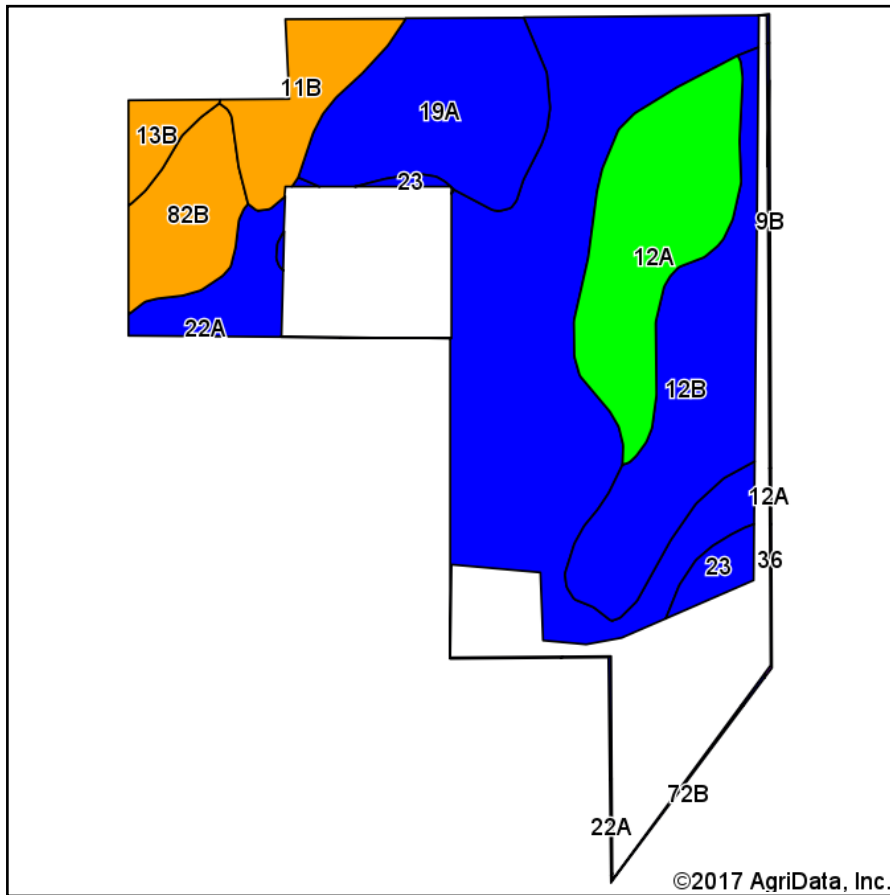 11B
19A
13B
23
82B
9B
12A
22A
12B
12A
36
23
72B
22A
©2017 AgriData, Inc.